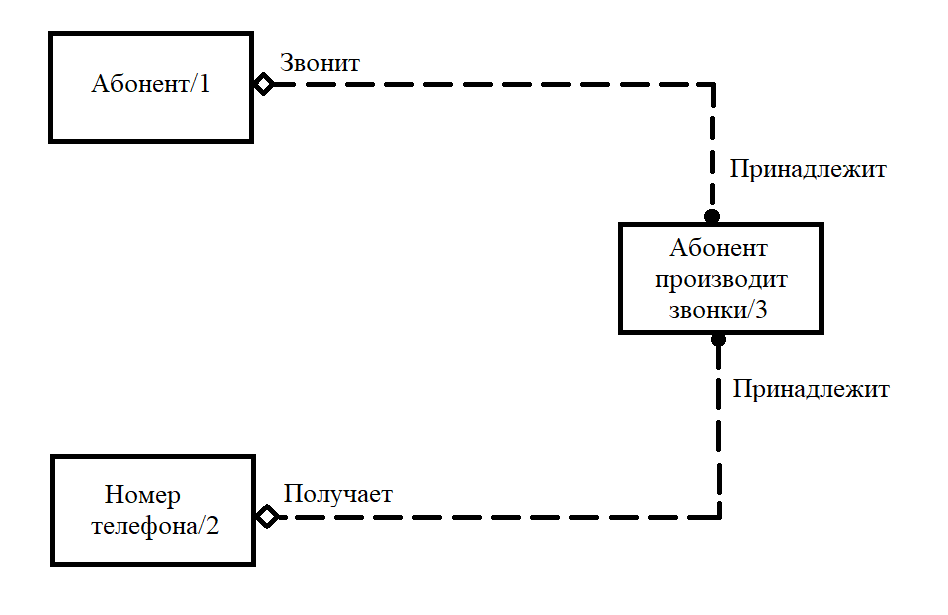 Абонент/1
Звонит
Принадлежит
Абонент
производит
звонки/3
Принадлежит
Получает
Номер
телефона/2